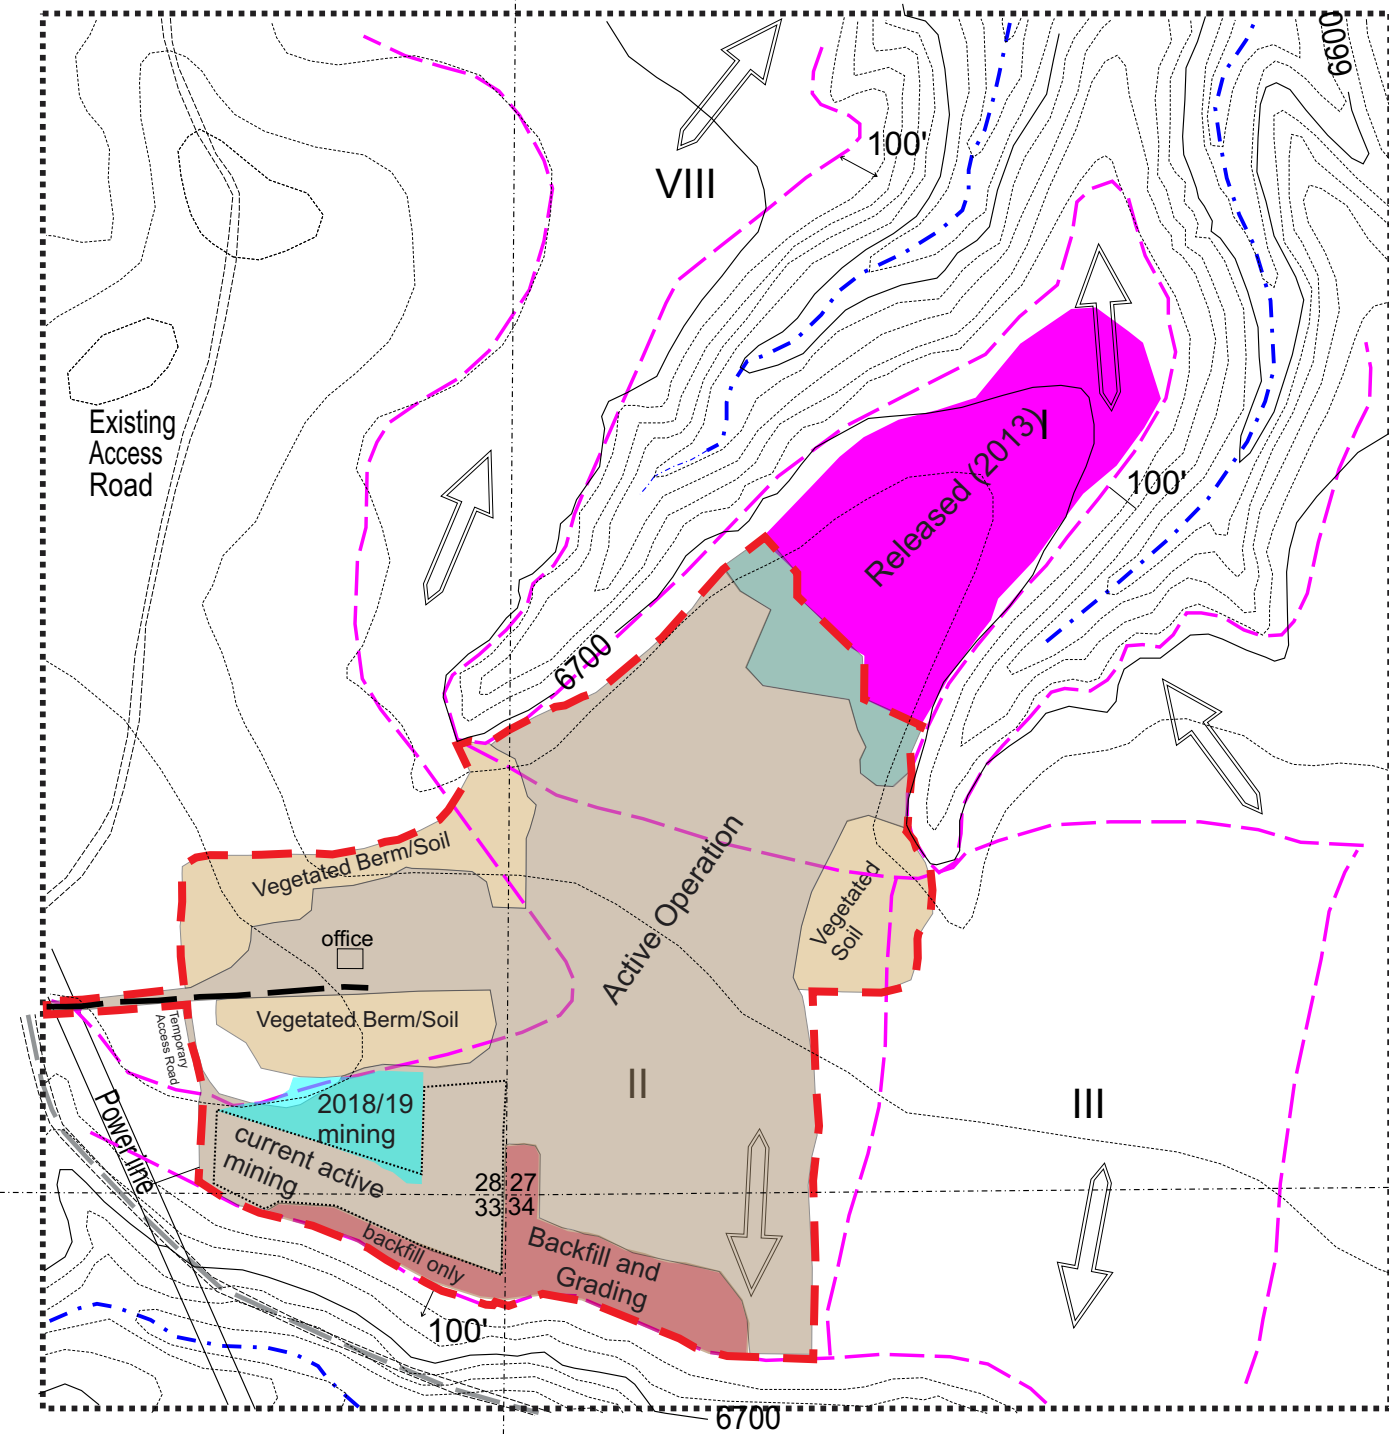 6600
100'
VIII
Existing
Access
Road
Released (2013)
I
100'
6700
Vegetated Berm/Soil
Active Operation
Vegetated
Soil
office
Vegetated Berm/Soil
Temporary
Access Road
Power line
2018/19
mining
current active
mining
II
III
28 27
33 34
backfill only
Backfill and
Grading
100'
6700